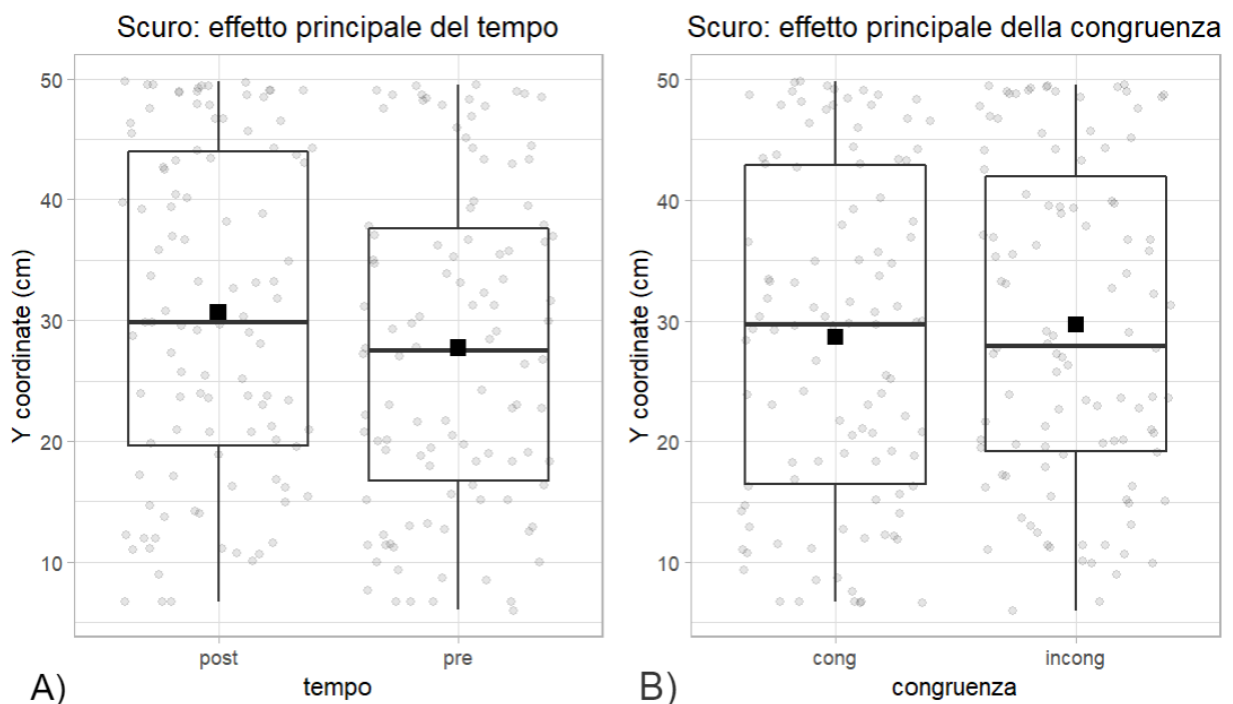 Scuro: effetto principale del tempo
50
40
30
20
10
Y coordinate (cm)
post
pre
tempo
A)
Scuro: effetto principale della congruenza
50
40
30
20
10
Y coordinate (cm)
cong
incong
congruenza
B)